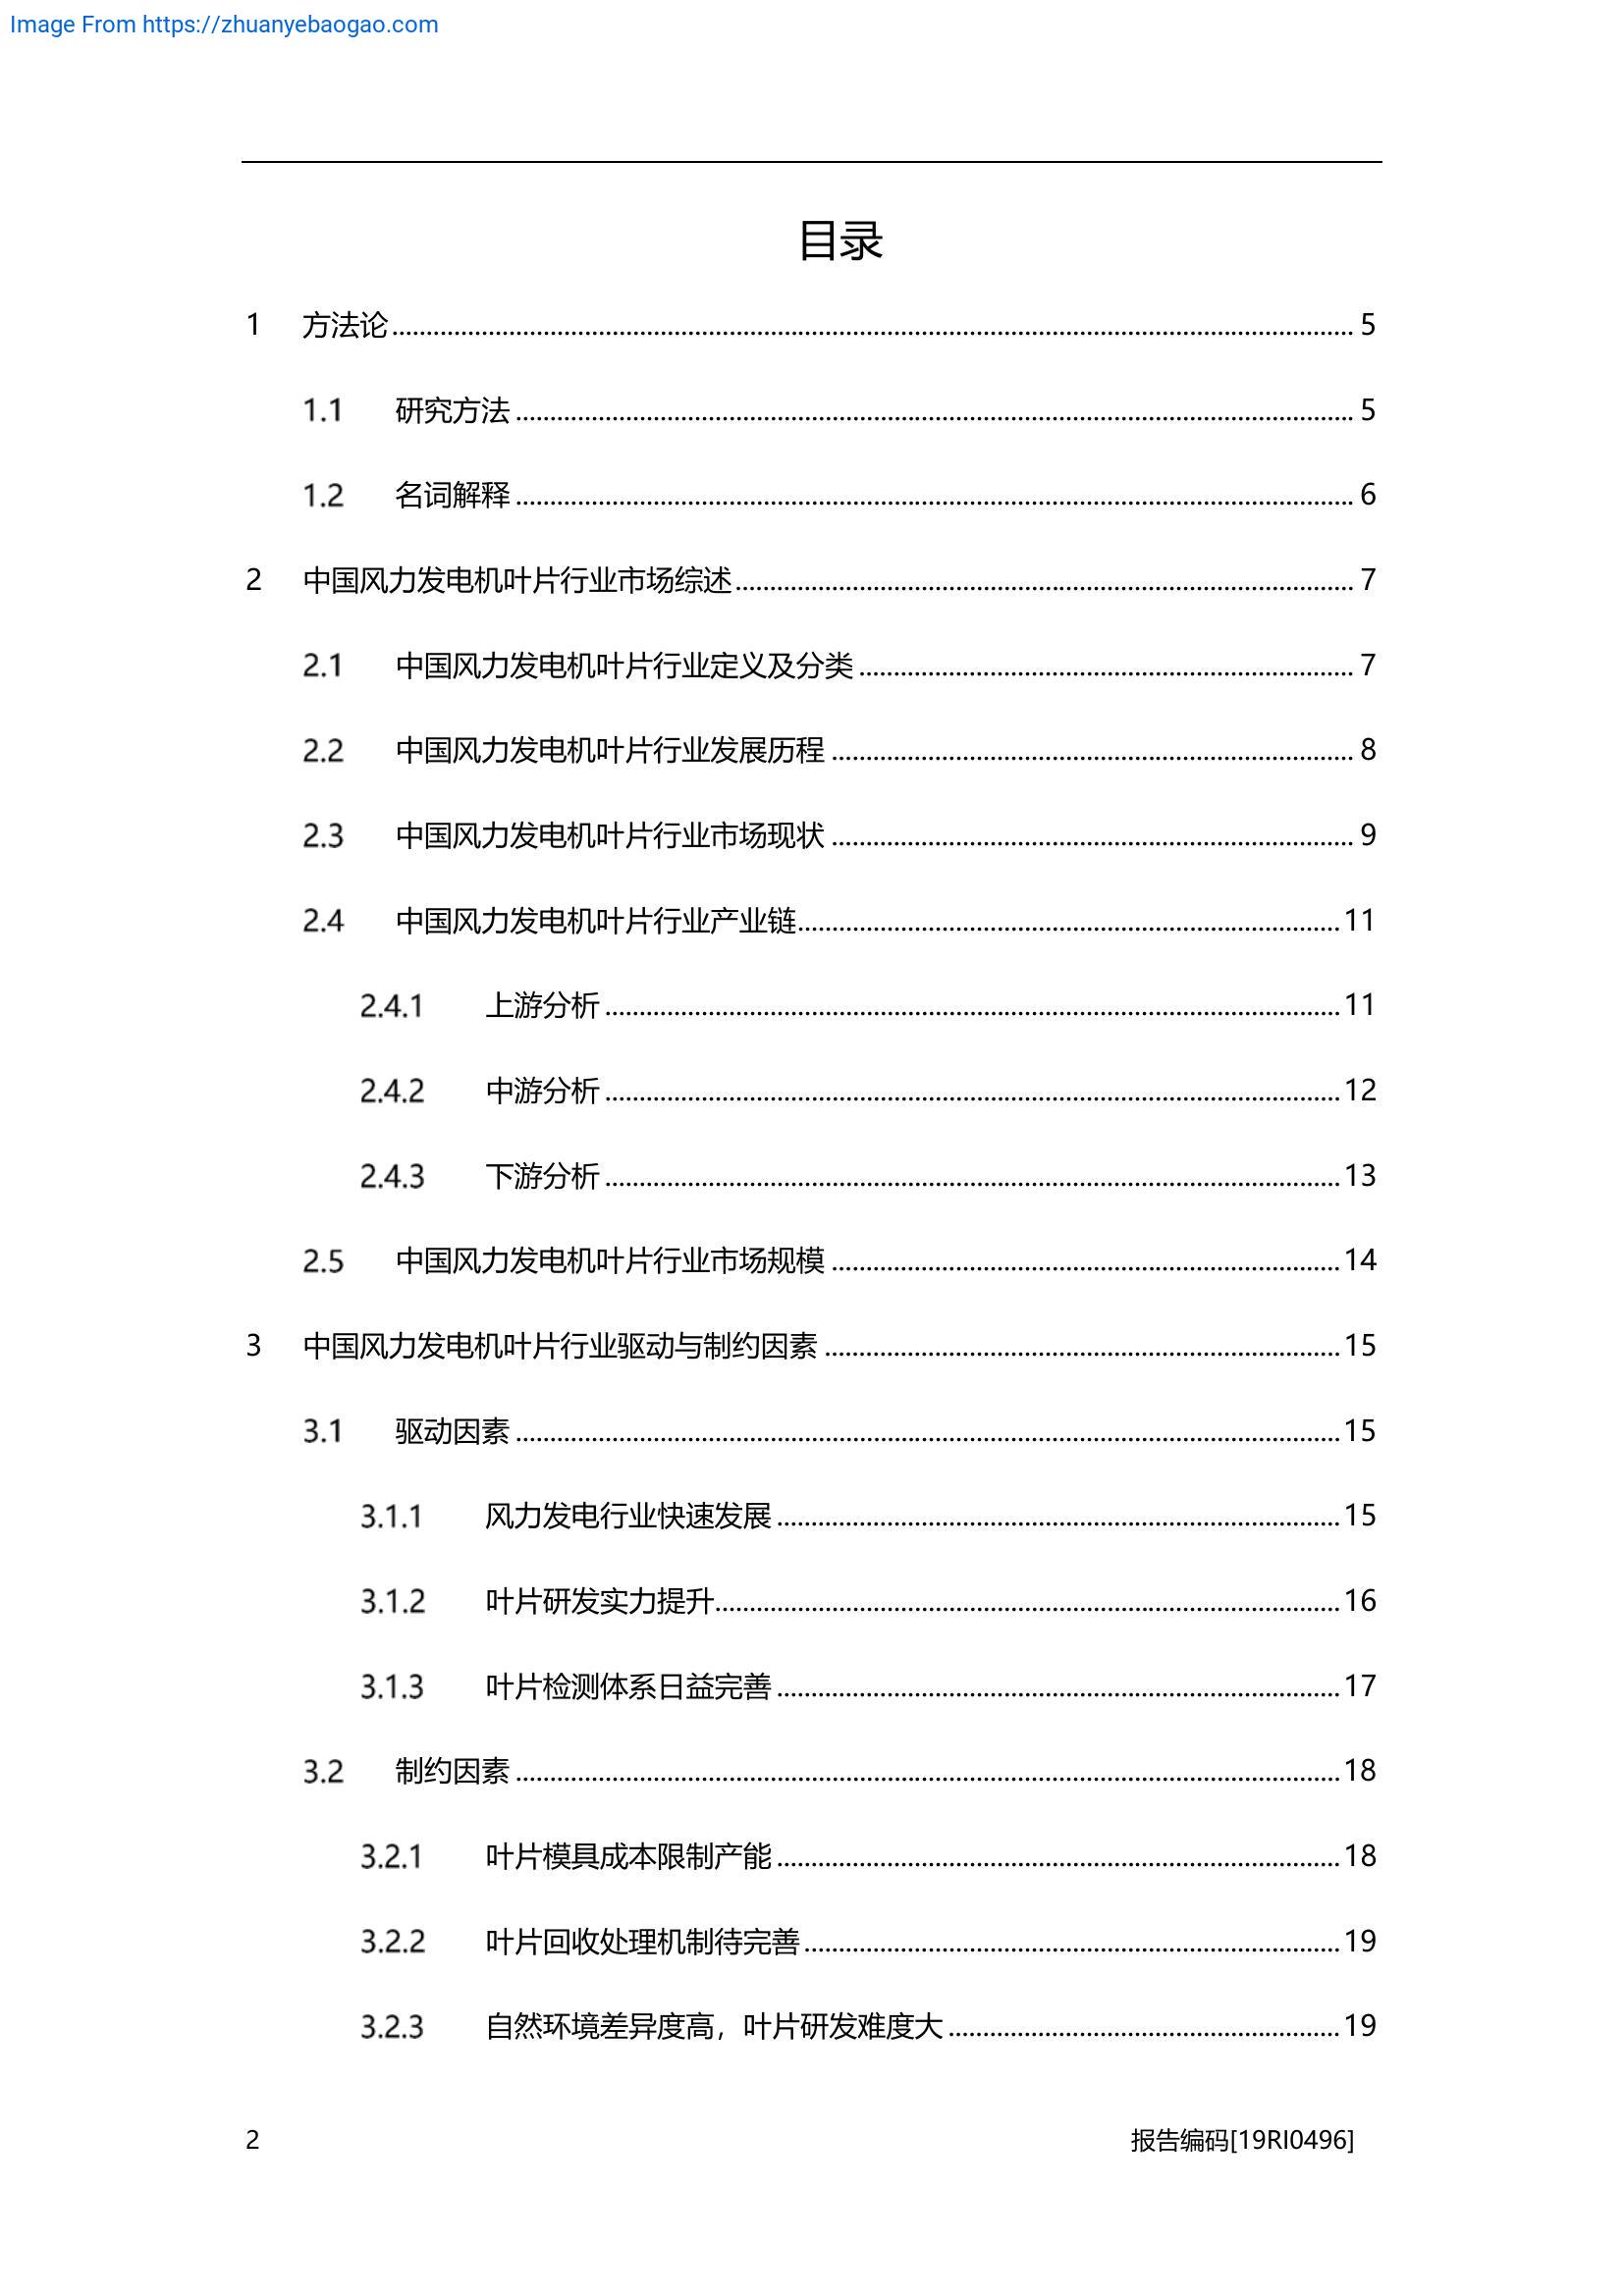 Image From https://zhuanyebaogao.com
目录
1 方法论 ........ 5
1.1 研究方法 ........ 5
1.2 名词解释 ........ 6
2 中国风力发电机叶片行业市场综述 ........ 7
2.1 中国风力发电机叶片行业定义及分类 ........ 7
2.2 中国风力发电机叶片行业发展历程 ........ 8
2.3 中国风力发电机叶片行业市场现状 ........ 9
2.4 中国风力发电机叶片行业产业链 ........ 11
2.4.1 上游分析 ........ 11
2.4.2 中游分析 ........ 12
2.4.3 下游分析 ........ 13
2.5 中国风力发电机叶片行业市场规模 ........ 14
3 中国风力发电机叶片行业驱动与制约因素 ........ 15
3.1 驱动因素 ........ 15
3.1.1 风力发电行业快速发展 ........ 15
3.1.2 叶片研发实力提升 ........ 16
3.1.3 叶片检测体系日益完善 ........ 17
3.2 制约因素 ........ 18
3.2.1 叶片模具成本限制产能 ........ 18
3.2.2 叶片回收处理机制待完善 ........ 19
3.2.3 自然环境差异度高，叶片研发难度大 ........ 19
2 报告编码[19RI0496]